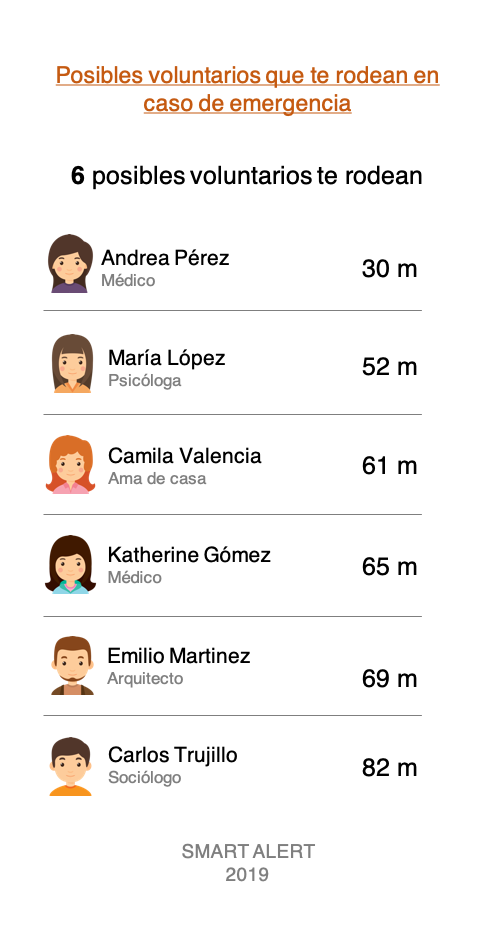 Posibles voluntarios que te rodean en
caso de emergencia
6 posibles voluntarios te rodean
Andrea Pérez
Médico
30 m
María López
Psicóloga
52 m
Camila Valencia
Ama de casa
61 m
Katherine Gómez
Médico
65 m
Emilio Martinez
Arquitecto
69 m
Carlos Trujillo
Sociólogo
82 m
SMART ALERT
2019